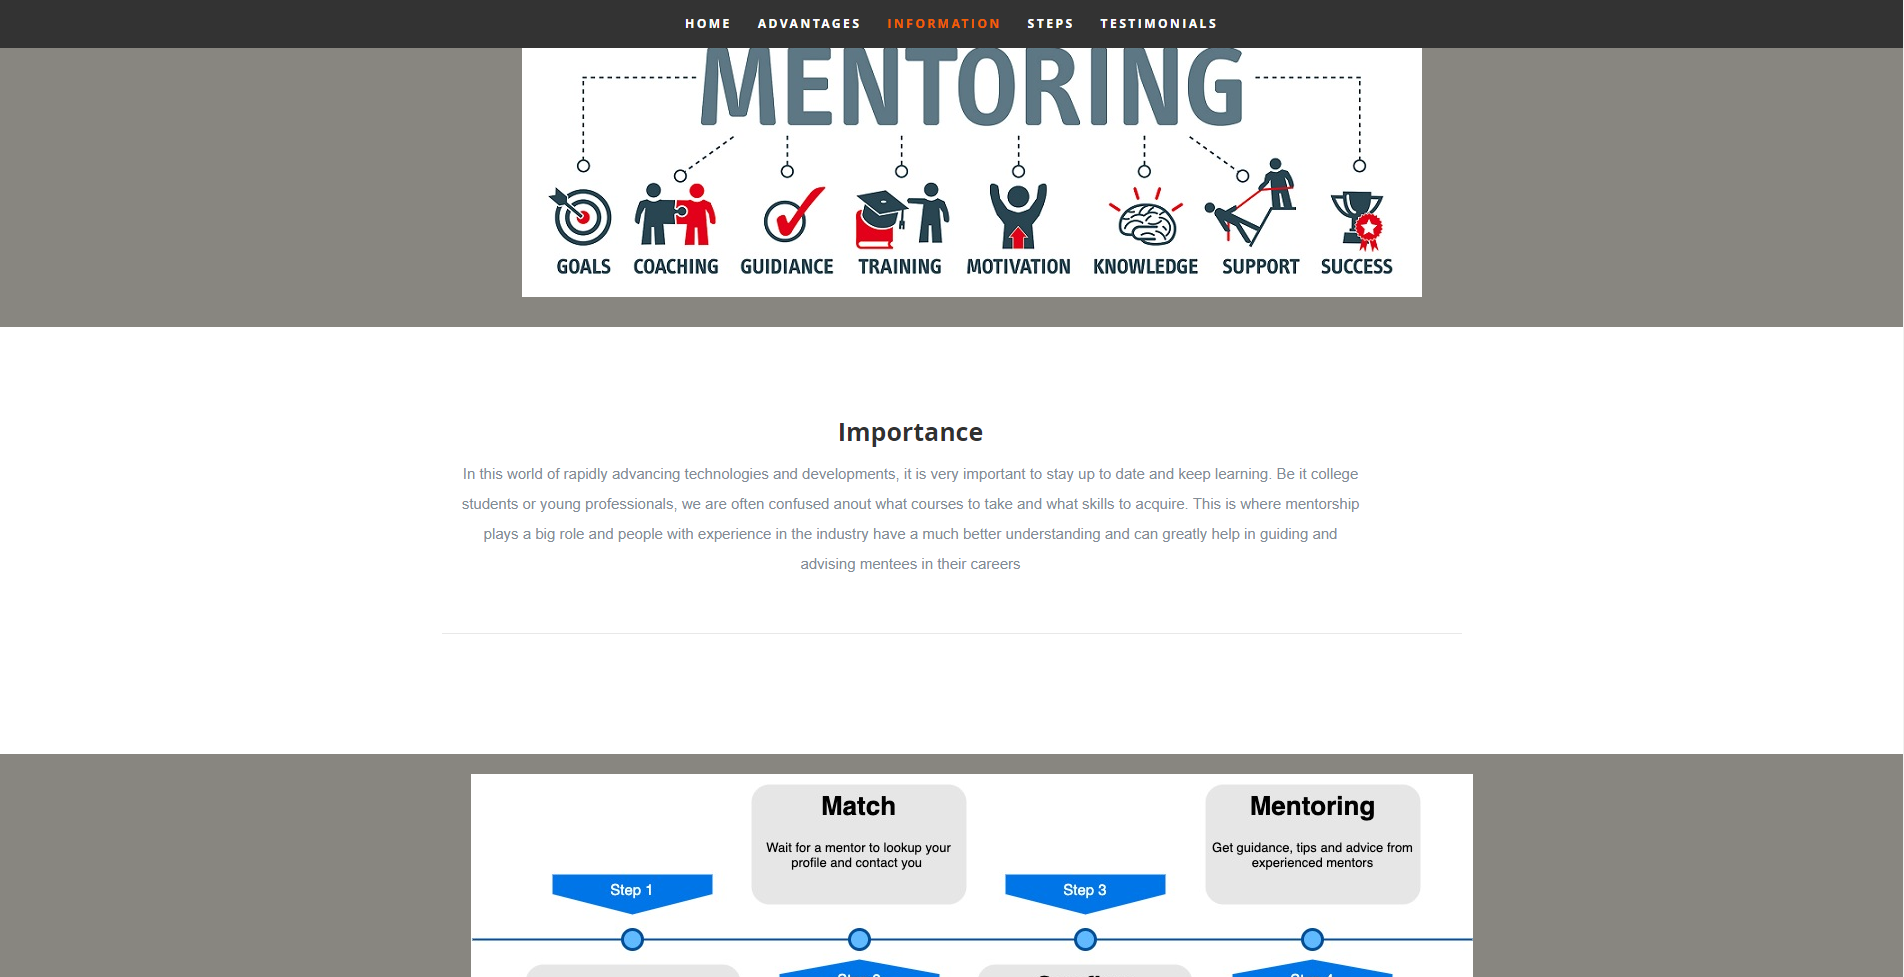 HOME ADVANTAGES INFORMATION STEPS TESTIMONIALS
MENTORING
GOALS COACHING GUIDIANCE TRAINING MOTIVATION KNOWLEDGE SUPPORT SUCCESS
Importance
In this world of rapidly advancing technologies and developments, it is very important to stay up to date and keep learning. Be it college
students or young professionals, we are often confused anout what courses to take and what skills to acquire. This is where mentorship
plays a big role and people with experience in the industry have a much better understanding and can greatly help in guiding and
advising mentees in their careers
Match
Wait for a mentor to lookup your
profile and contact you
Mentoring
Get guidance, tips and advice from
experienced mentors
Step 1
Step 3